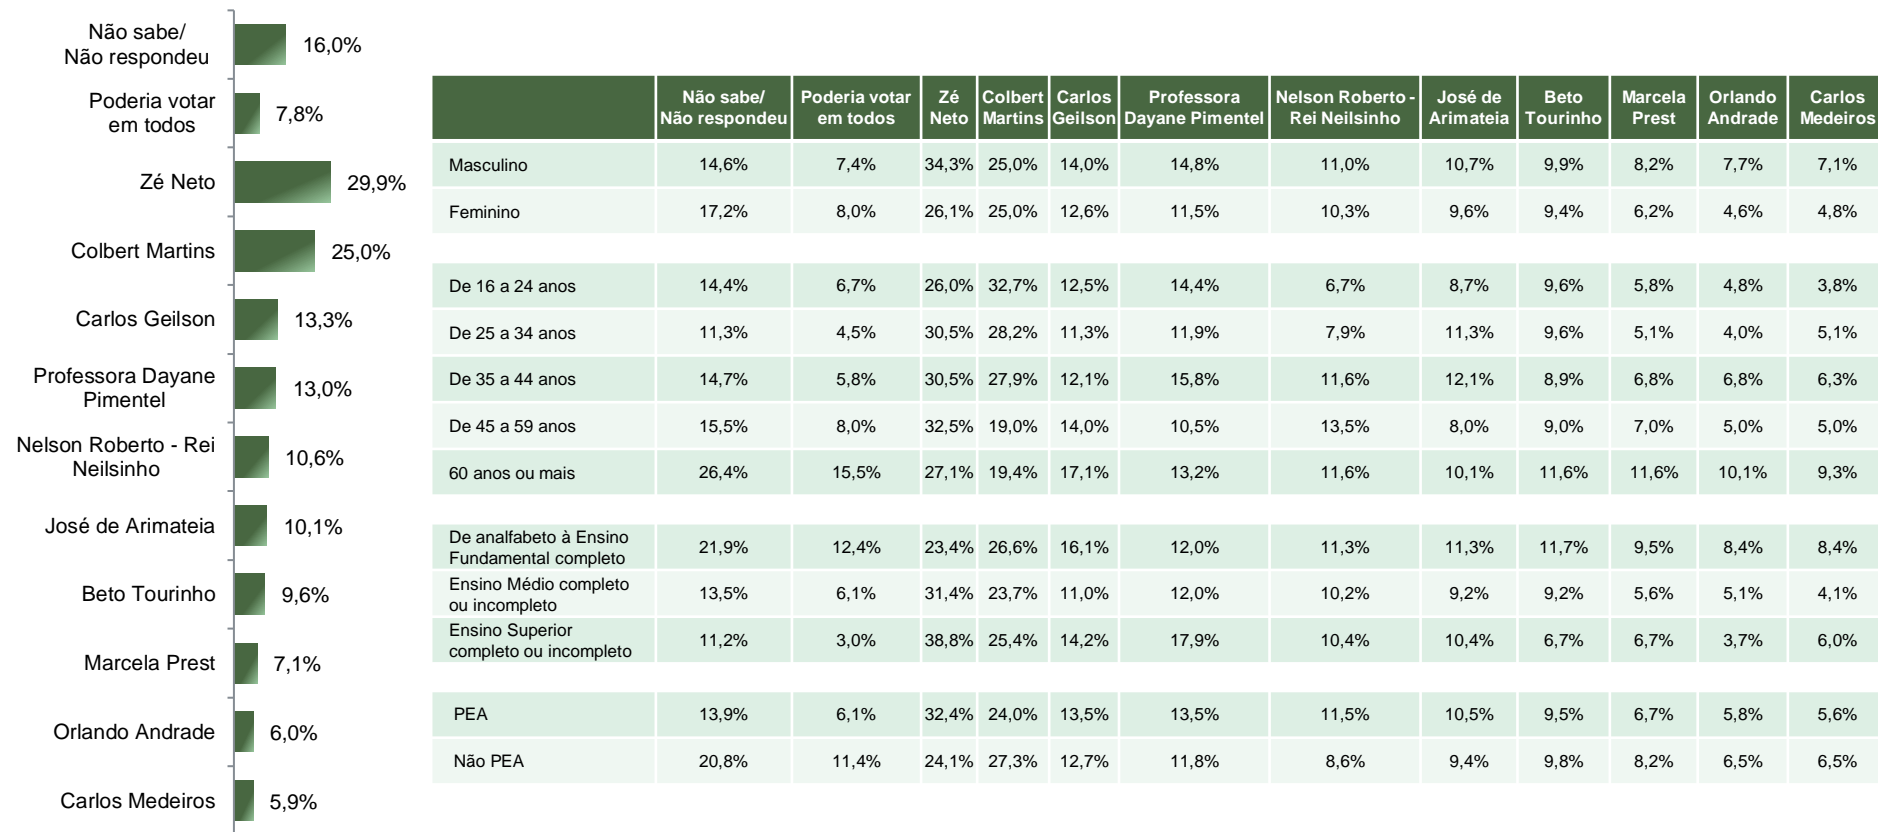 Não sabe/
Não respondeu
16,0%
Poderia votar
em todos
7,8%
Zé Neto
29,9%
Colbert Martins
25,0%
Carlos Geilson
13,3%
Professora Dayane
Pimentel
13,0%
Nelson Roberto - Rei
Neilsinho
10,6%
José de Arimateia
10,1%
Beto Tourinho
9,6%
Marcela Prest
7,1%
Orlando Andrade
6,0%
Carlos Medeiros
5,9%
Não sabe/ Poderia votar Zé Colbert Carlos Professora Nelson Roberto - José de Beto Marcela Orlando Carlos
Não respondeu em todos Neto Martins Geilson Dayane Pimentel Rei Neilsinho Arimateia Tourinho Prest Andrade Medeiros
Masculino 14,6% 7,4% 34,3% 25,0% 14,0% 14,8% 11,0% 10,7% 9,9% 8,2% 7,7% 7,1%
Feminino 17,2% 8,0% 26,1% 25,0% 12,6% 11,5% 10,3% 9,6% 9,4% 6,2% 4,6% 4,8%
De 16 a 24 anos 14,4% 6,7% 26,0% 32,7% 12,5% 14,4% 6,7% 8,7% 9,6% 5,8% 4,8% 3,8%
De 25 a 34 anos 11,3% 4,5% 30,5% 28,2% 11,3% 11,9% 7,9% 11,3% 9,6% 5,1% 4,0% 5,1%
De 35 a 44 anos 14,7% 5,8% 30,5% 27,9% 12,1% 15,8% 11,6% 12,1% 8,9% 6,8% 6,8% 6,3%
De 45 a 59 anos 15,5% 8,0% 32,5% 19,0% 14,0% 10,5% 13,5% 8,0% 9,0% 7,0% 5,0% 5,0%
60 anos ou mais 26,4% 15,5% 27,1% 19,4% 17,1% 13,2% 11,6% 10,1% 11,6% 11,6% 10,1% 9,3%
De analfabeto à Ensino
Fundamental completo 21,9% 12,4% 23,4% 26,6% 16,1% 12,0% 11,3% 11,3% 11,7% 9,5% 8,4% 8,4%
Ensino Médio completo
ou incompleto 13,5% 6,1% 31,4% 23,7% 11,0% 12,0% 10,2% 9,2% 9,2% 5,6% 5,1% 4,1%
Ensino Superior
completo ou incompleto 11,2% 3,0% 38,8% 25,4% 14,2% 17,9% 10,4% 10,4% 6,7% 6,7% 3,7% 6,0%
PEA 13,9% 6,1% 32,4% 24,0% 13,5% 13,5% 11,5% 10,5% 9,5% 6,7% 5,8% 5,6%
Não PEA 20,8% 11,4% 24,1% 27,3% 12,7% 11,8% 8,6% 9,4% 9,8% 8,2% 6,5% 6,5%